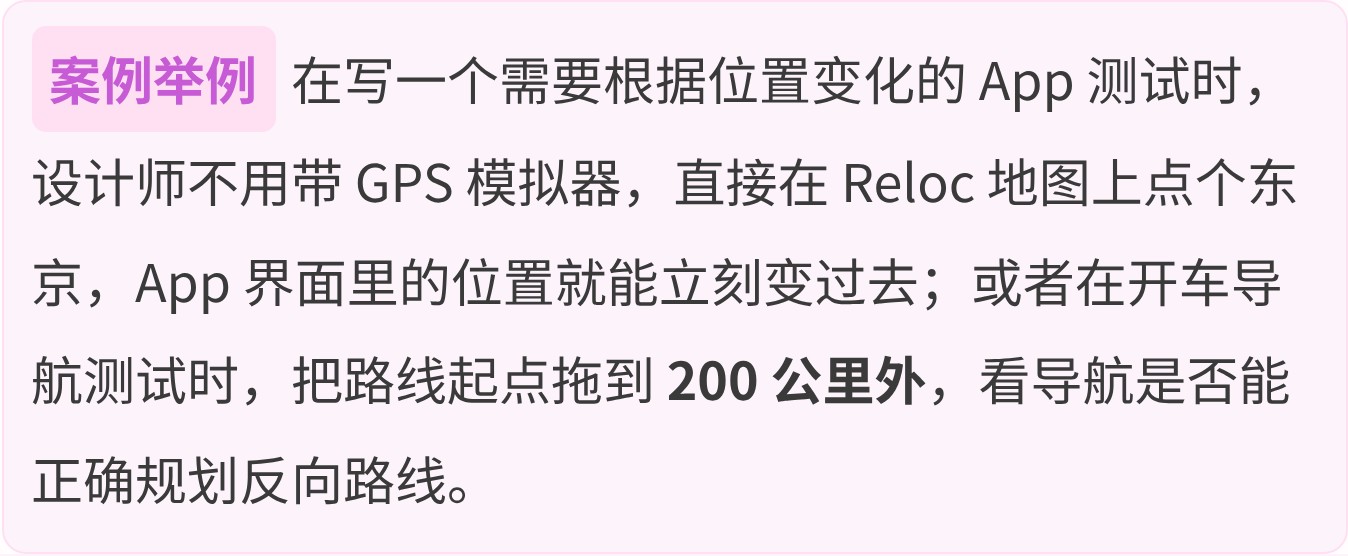 案例举例 在写一个需要根据位置变化的 App 测试时，
设计师不用带 GPS 模拟器，直接在 Reloc 地图上点个东
京，App 界面里的位置就能立刻变过去；或者在开车导
航测试时，把路线起点拖到 200 公里外，看导航是否能
正确规划反向路线。